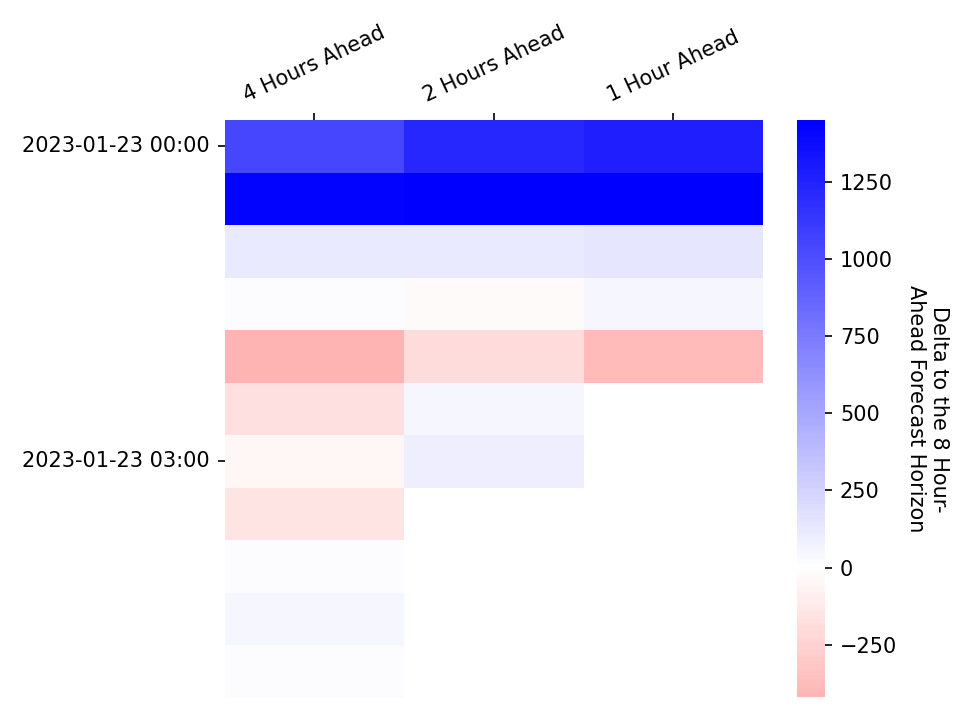 4 Hours Ahead
2 Hours Ahead
1 Hour Ahead
2023-01-23 00:00
2023-01-23 03:00
1250
1000
750
500
250
0
−250
Delta to the 8 Hour-
Ahead Forecast Horizon